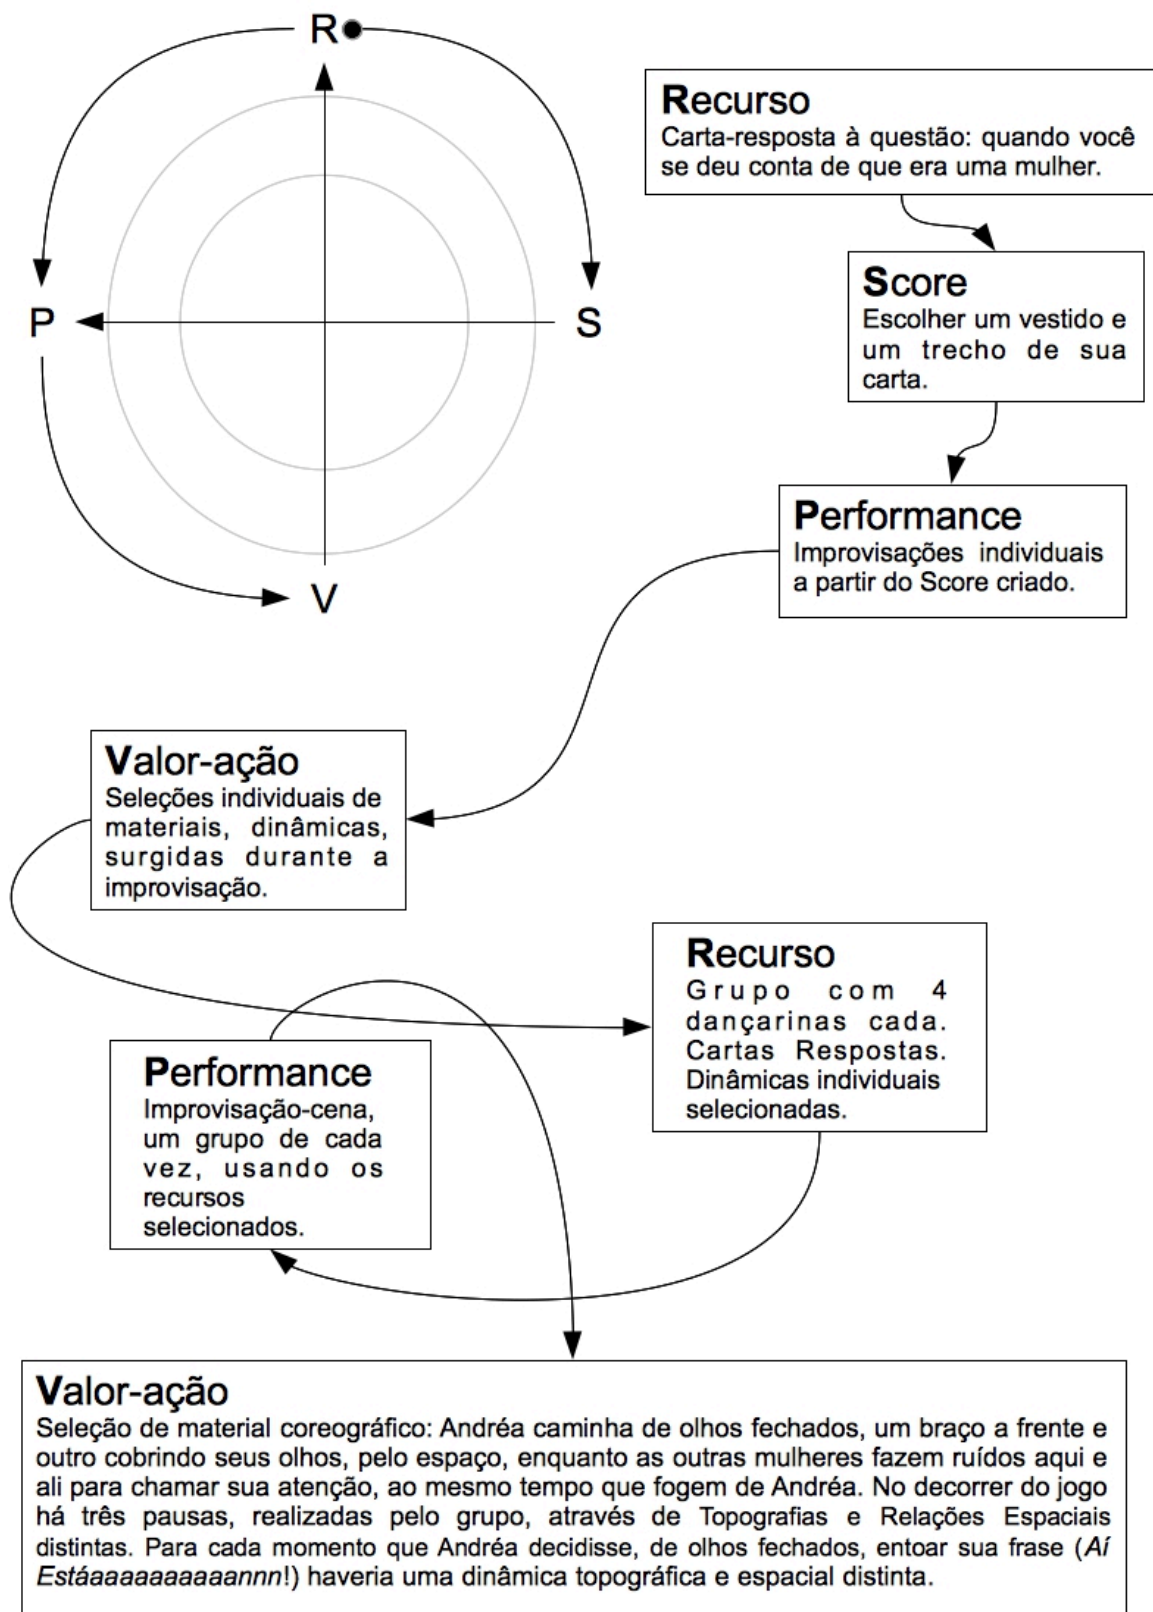 R
P
S
V
Recurso
Carta-resposta à questão: quando você
se deu conta de que era uma mulher.
Score
Escolher um vestido e
um trecho de sua
carta.
Performance
Improvisações individuais
a partir do Score criado.
Valor-ação
Seleções individuais de
materiais, dinâmicas,
surgidas durante a
improvisação.
Recurso
Grupo com 4
dançarinas cada.
Cartas Respostas.
Dinâmicas individuais
selecionadas.
Performance
Improvisação-cena,
um grupo de cada
vez, usando os
recursos
selecionados.
Valor-ação
Seleção de material coreográfico: Andréa caminha de olhos fechados, um braço a frente e
outro cobrindo seus olhos, pelo espaço, enquanto as outras mulheres fazem ruídos aqui e
ali para chamar sua atenção, ao mesmo tempo que fogem de Andréa. No decorrer do jogo
há três pausas, realizadas pelo grupo, através de Topografias e Relações Espaciais
distintas. Para cada momento que Andréa decidisse, de olhos fechados, entoar sua frase (Aí
Estáaaaaaaaaaaannn!) haveria uma dinâmica topográfica e espacial distinta.